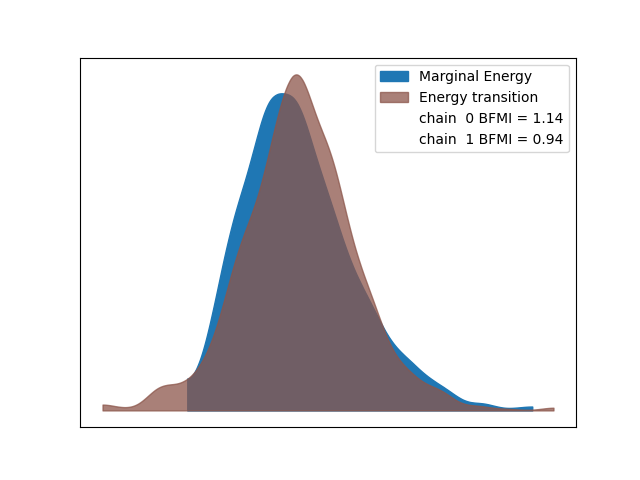 Marginal Energy
Energy transition
chain  0 BFMI = 1.14
chain  1 BFMI = 0.94